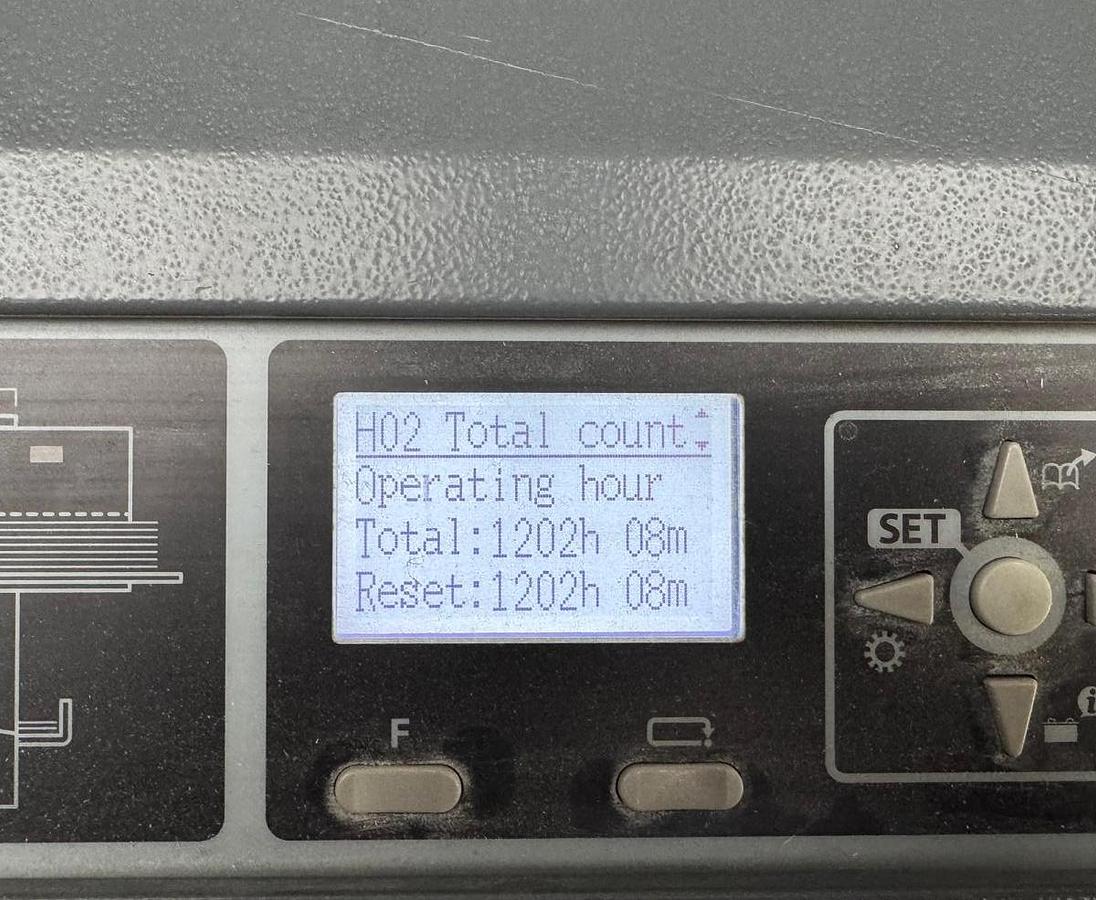 H02 Total count
Operating hour
Total:1202h 08m
Reset:1202h 08m
SET
F
i